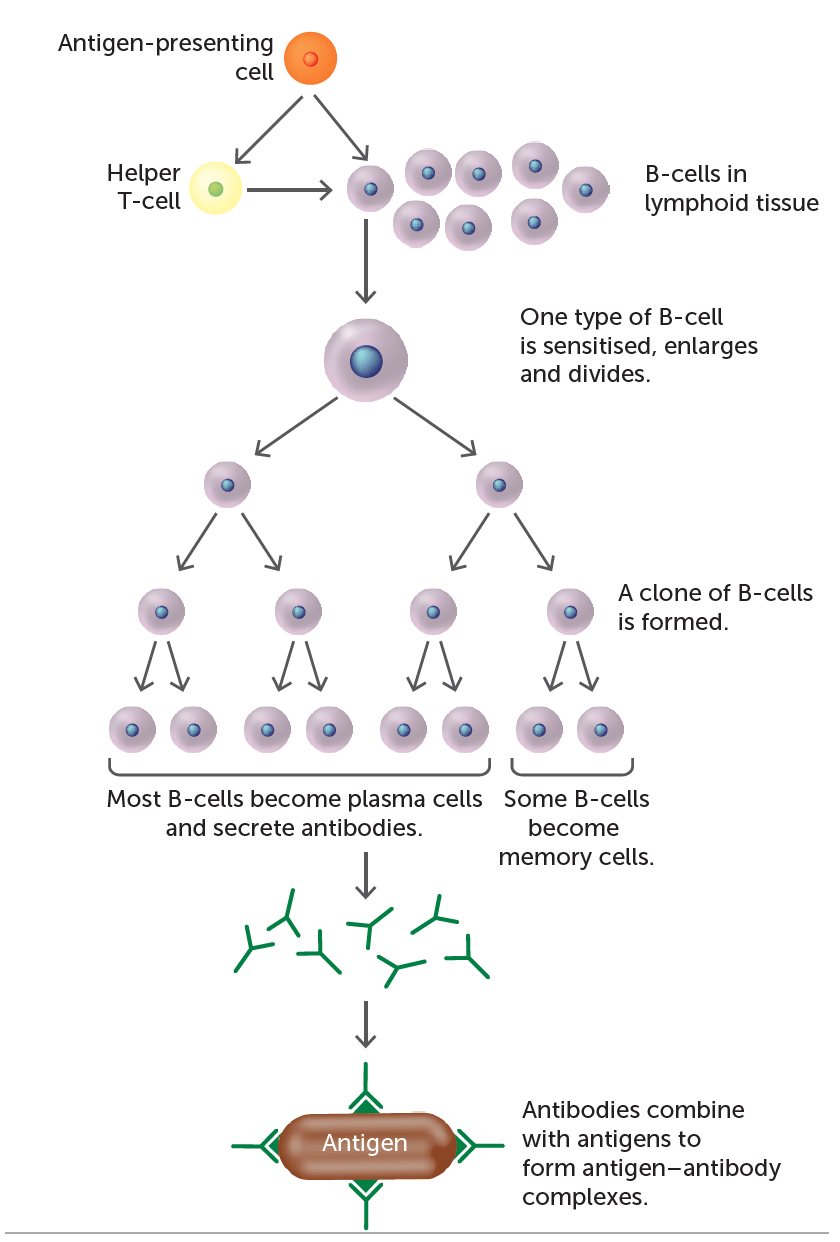 Antigen-presenting
cell
Helper
T-cell
B-cells in
lymphoid tissue
One type of B-cell
is sensitised, enlarges
and divides.
A clone of B-cells
is formed.
Most B-cells become plasma cells
and secrete antibodies.
Some B-cells
become
memory cells.
Antigen
Antibodies combine
with antigens to
form antigen–antibody
complexes.